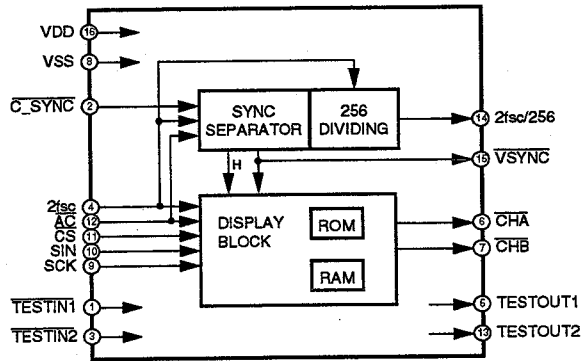 VDD 16
VSS 8
C_SYNC 2
SYNC SEPARATOR
256 DIVIDING
14 2fsc/256
H
15 VSYNC
2fsc 4
AC 12
CS 11
SIN 10
SCK 9
DISPLAY BLOCK
ROM
RAM
6 CHA
7 CHB
TESTIN1 1
TESTIN2 3
5 TESTOUT1
13 TESTOUT2